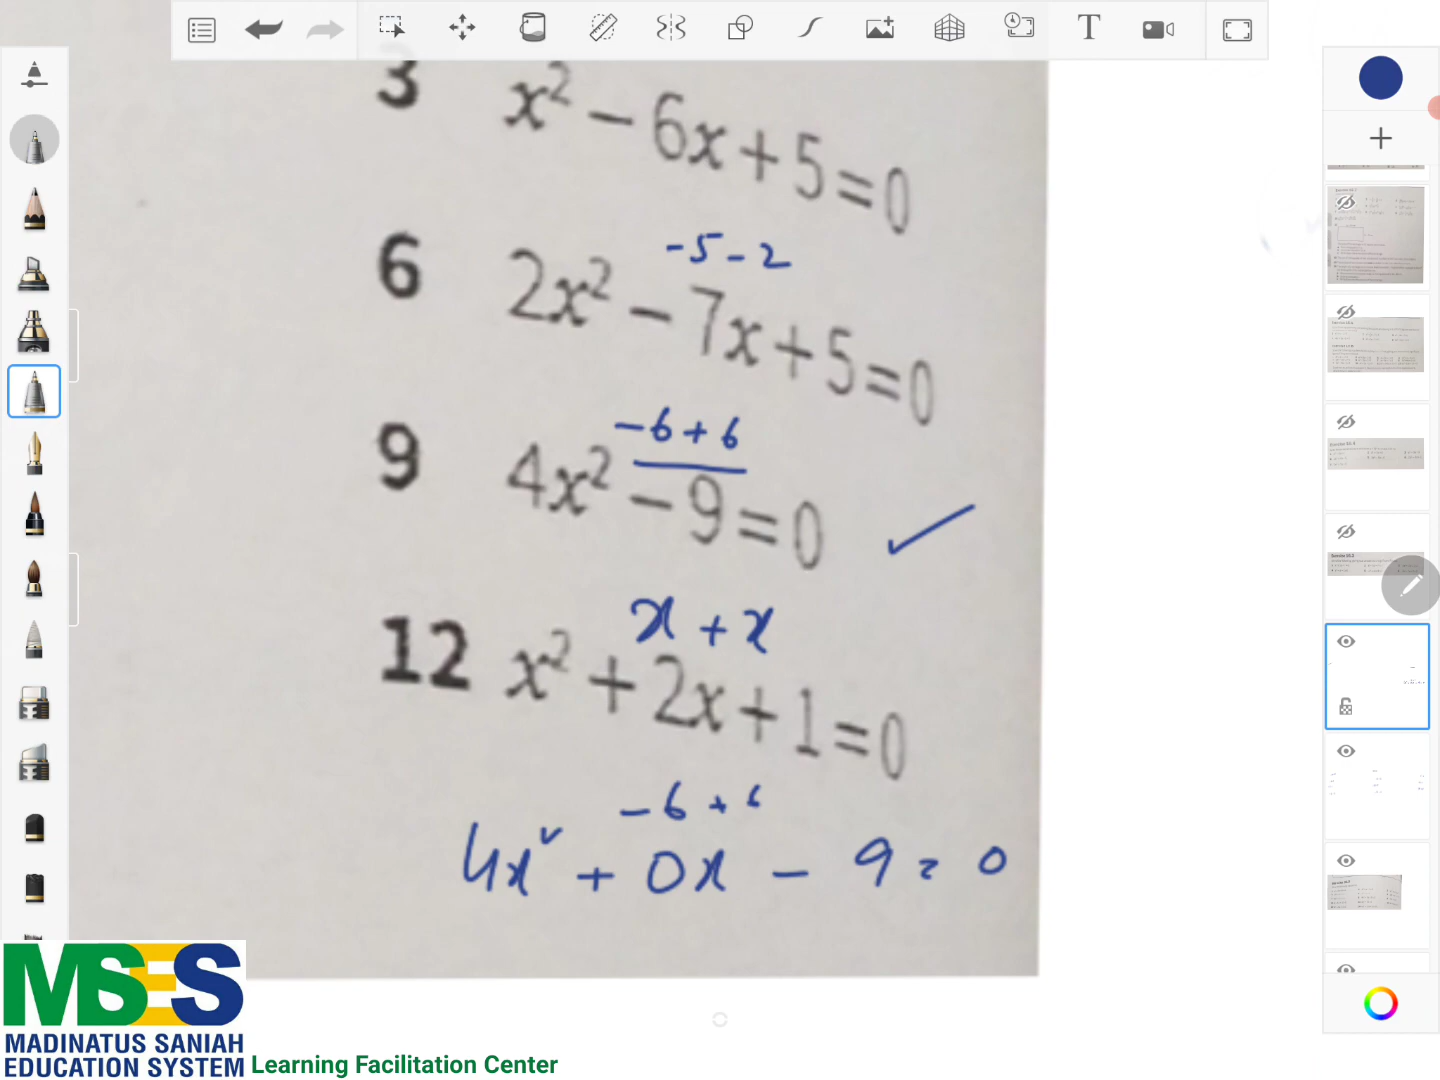 T
3 x² − 6x + 5 = 0
-5 -2
6 2x² − 7x + 5 = 0
-6 + 6
9 4x² − 9 = 0 ✓
x + x
12 x² + 2x + 1 = 0
-6 + 6
4x² + 0x - 9 = 0
MSES
MADINATUS SANIAH
EDUCATION SYSTEM Learning Facilitation Center